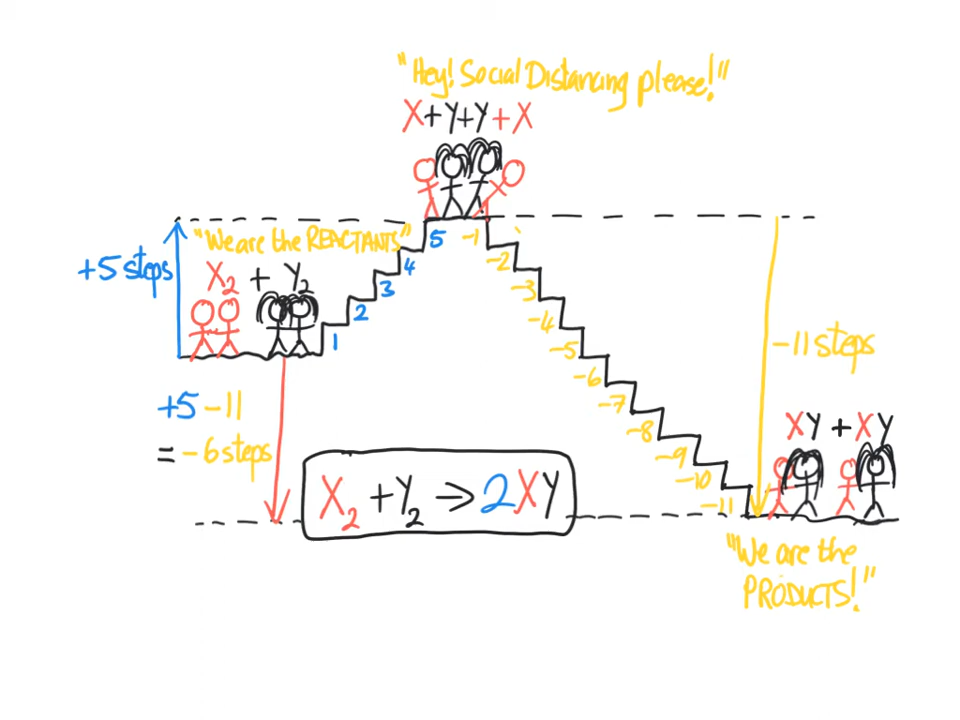 "Hey! Social Distancing please!"
X+Y+Y+X
"We are the REACTANTS"
+5 steps
X₂ + Y₂
1
2
3
4
5
-1
-2
-3
-4
-5
-6
-7
-8
-9
-10
-11
-11 steps
+5 -11
= -6 steps
X₂ + Y₂ → 2XY
XY + XY
"We are the
PRODUCTS!"